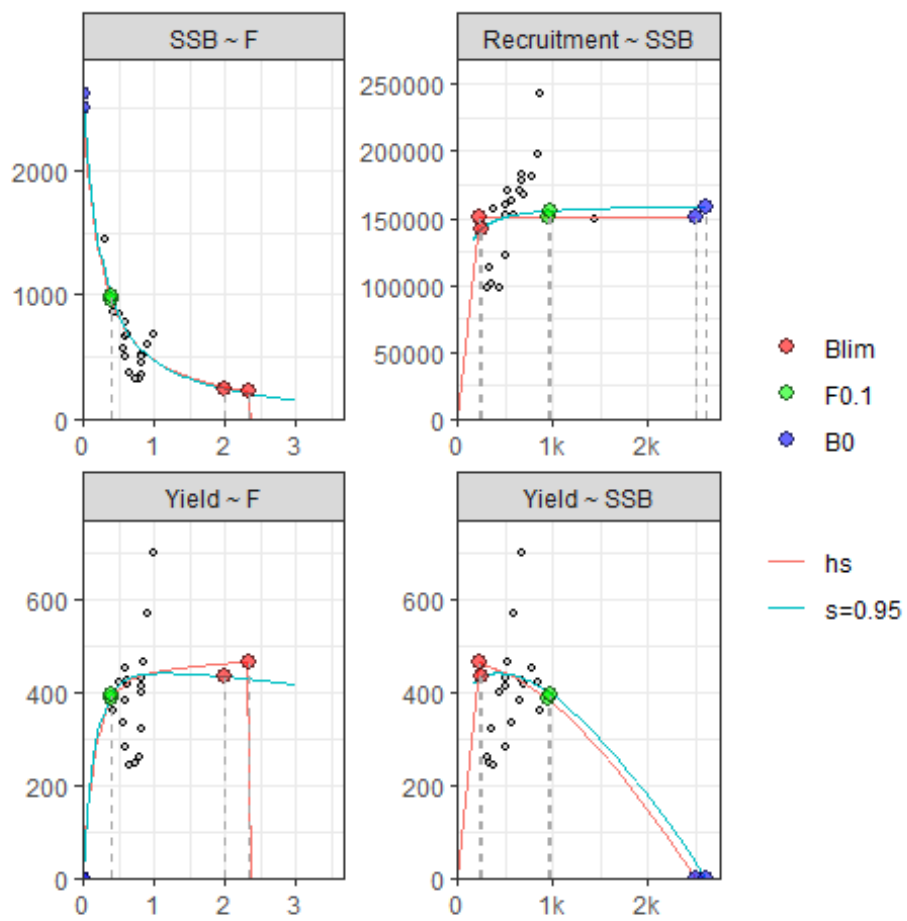 SSB ~ F
2000
1000
0
0 1 2 3
Recruitment ~ SSB
250000
200000
150000
100000
50000
0
0 1k 2k
Yield ~ F
600
400
200
0
0 1 2 3
Yield ~ SSB
600
400
200
0
0 1k 2k
Blim
F0.1
B0
hs
s=0.95